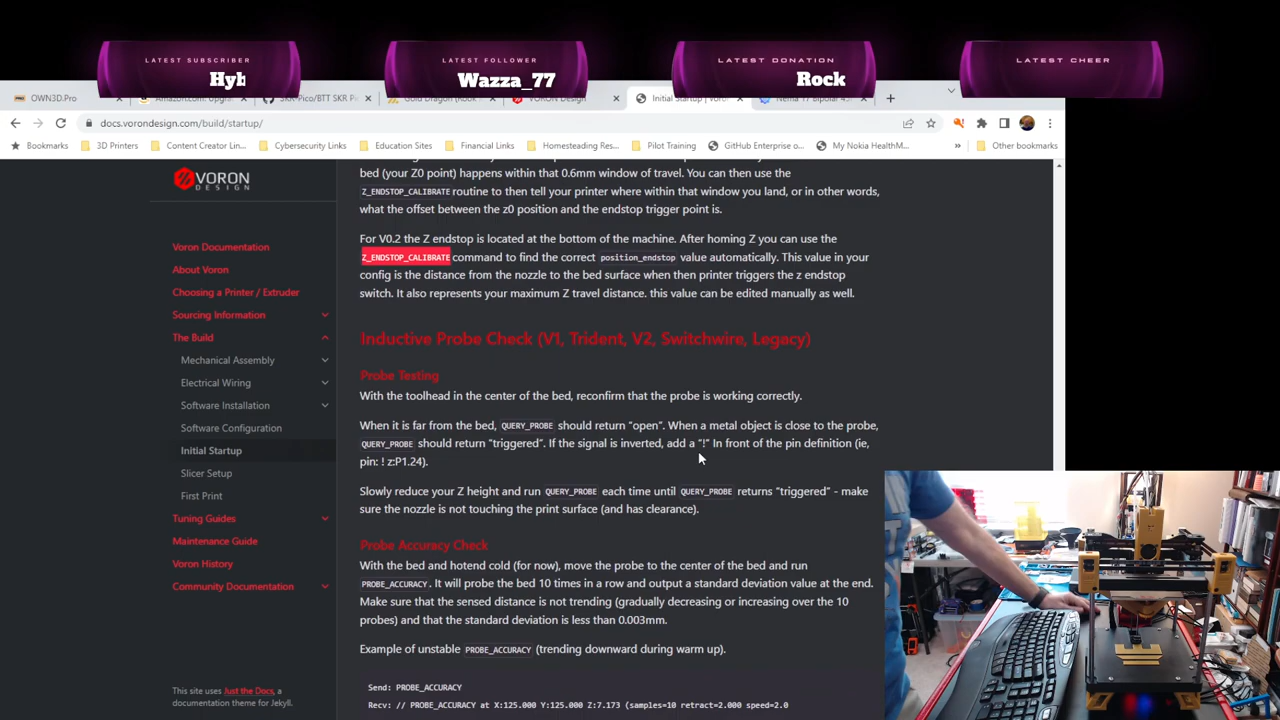 LATEST SUBSCRIBER
Hyb
LATEST FOLLOWER
Wazza_77
LATEST DONATION
Rock
LATEST CHEER
OWN3D.Pro
Amazon.com: Upgra
SKR-Pico/BTT SKR P
Gold Dragon (Rook
VORON Design
Initial Startup | Voron
Nema 17 Bipolar
docs.vorondesign.com/build/startup/
Bookmarks
3D Printers
Content Creator Lin...
Cybersecurity Links
Education Sites
Financial Links
Homesteading Res...
Pilot Training
GitHub Enterprise o...
My Nokia HealthM...
»
Other bookmarks
VORON
DESIGN
Voron Documentation
About Voron
Choosing a Printer / Extruder
Sourcing Information
The Build
Mechanical Assembly
Electrical Wiring
Software Installation
Software Configuration
Initial Startup
Slicer Setup
First Print
Tuning Guides
Maintenance Guide
Voron History
Community Documentation
This site uses Just the Docs, a
documentation theme for Jekyll.
bed (your Z0 point) happens within that 0.6mm window of travel. You can then use the
Z_ENDSTOP_CALIBRATE routine to then tell your printer where within that window you land, or in other words,
what the offset between the z0 position and the endstop trigger point is.
For V0.2 the Z endstop is located at the bottom of the machine. After homing Z you can use the
Z_ENDSTOP_CALIBRATE command to find the correct position_endstop value automatically. This value in your
config is the distance from the nozzle to the bed surface when then printer triggers the z endstop
switch. It also represents your maximum Z travel distance. this value can be edited manually as well.
Inductive Probe Check (V1, Trident, V2, Switchwire, Legacy)
Probe Testing
With the toolhead in the center of the bed, reconfirm that the probe is working correctly.
When it is far from the bed, QUERY_PROBE should return "open". When a metal object is close to the probe,
QUERY_PROBE should return "triggered". If the signal is inverted, add a "!" In front of the pin definition (ie,
pin: ! z:P1.24).
Slowly reduce your Z height and run QUERY_PROBE each time until QUERY_PROBE returns "triggered" - make
sure the nozzle is not touching the print surface (and has clearance).
Probe Accuracy Check
With the bed and hotend cold (for now), move the probe to the center of the bed and run
PROBE_ACCURACY. It will probe the bed 10 times in a row and output a standard deviation value at the end.
Make sure that the sensed distance is not trending (gradually decreasing or increasing over the 10
probes) and that the standard deviation is less than 0.003mm.
Example of unstable PROBE_ACCURACY (trending downward during warm up).
Send: PROBE_ACCURACY
Recv: // PROBE_ACCURACY at X:125.000 Y:125.000 Z:7.173 (samples=10 retract=2.000 speed=2.0